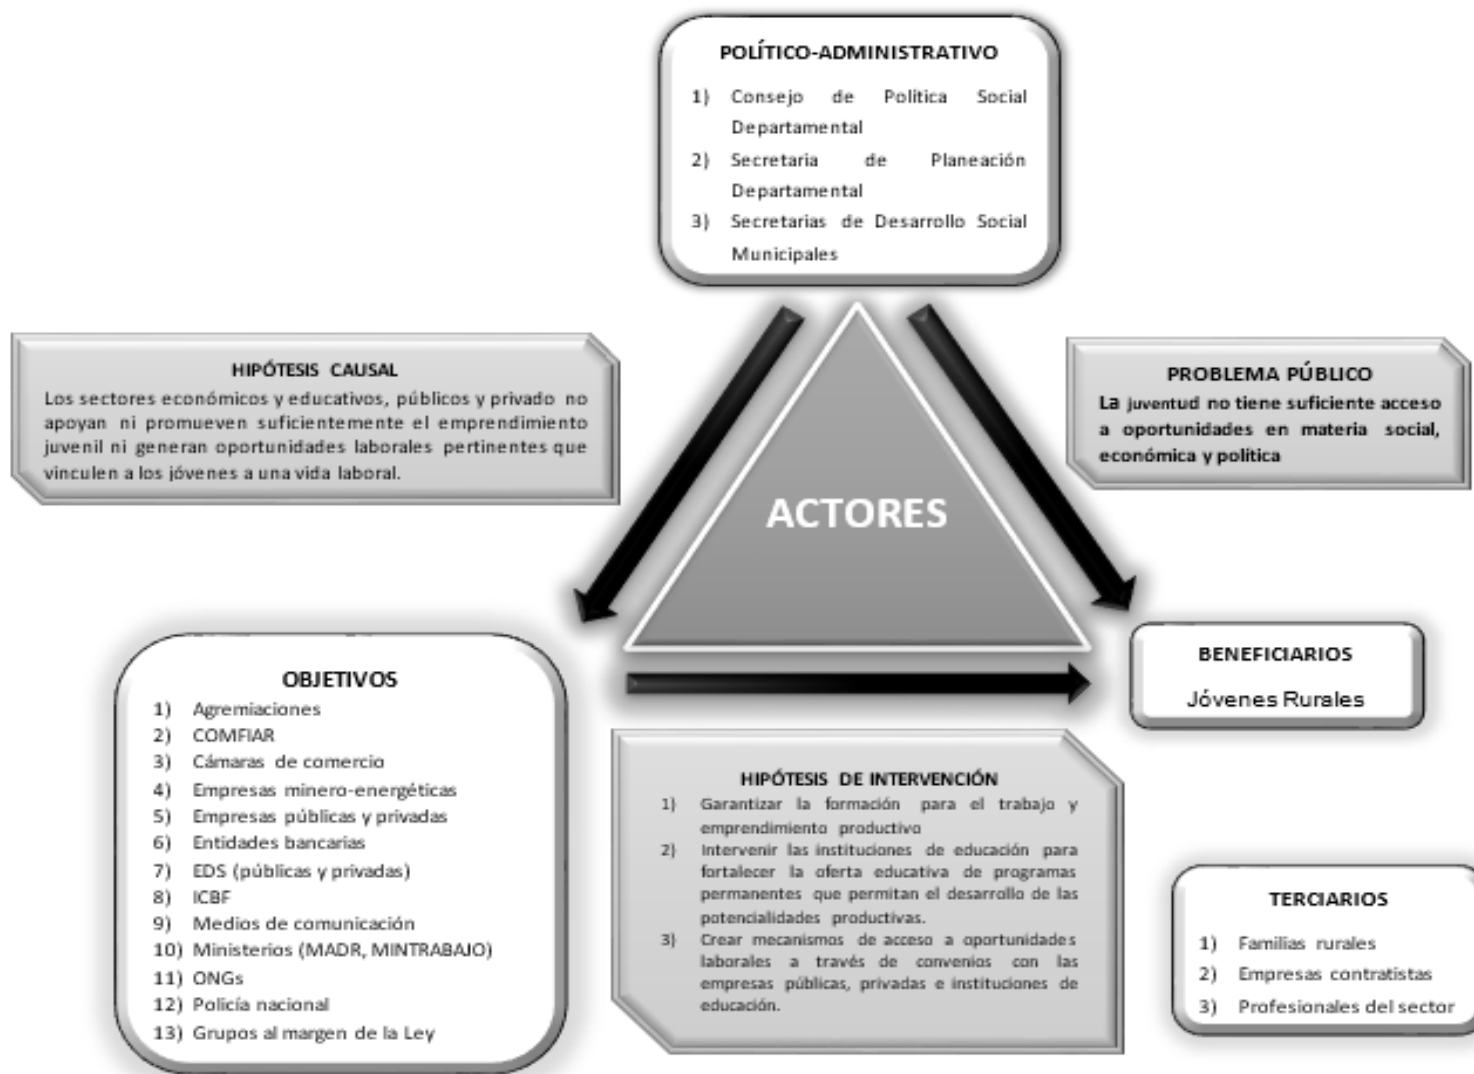 POLÍTICO-ADMINISTRATIVO
1) Consejo de Política Social
Departamental
2) Secretaria de Planeación
Departamental
3) Secretarias de Desarrollo Social
Municipales
HIPÓTESIS CAUSAL
Los sectores económicos y educativos, públicos y privado no
apoyan ni promueven suficientemente el emprendimiento
juvenil ni generan oportunidades laborales pertinentes que
vinculen a los jóvenes a una vida laboral.
PROBLEMA PÚBLICO
La juventud no tiene suficiente acceso
a oportunidades en materia social,
económica y política
ACTORES
OBJETIVOS
1) Agremiaciones
2) COMFIAR
3) Cámaras de comercio
4) Empresas minero-energéticas
5) Empresas públicas y privadas
6) Entidades bancarias
7) EDS (públicas y privadas)
8) ICBF
9) Medios de comunicación
10) Ministerios (MADR, MINTRABAJO)
11) ONGs
12) Policía nacional
13) Grupos al margen de la Ley
BENEFICIARIOS
Jóvenes Rurales
HIPÓTESIS DE INTERVENCIÓN
1) Garantizar la formación para el trabajo y
emprendimiento productivo
2) Intervenir las instituciones de educación para
fortalecer la oferta educativa de programas
permanentes que permitan el desarrollo de las
potencialidades productivas.
3) Crear mecanismos de acceso a oportunidades
laborales a través de convenios con las
empresas públicas, privadas e instituciones de
educación.
TERCIARIOS
1) Familias rurales
2) Empresas contratistas
3) Profesionales del sector